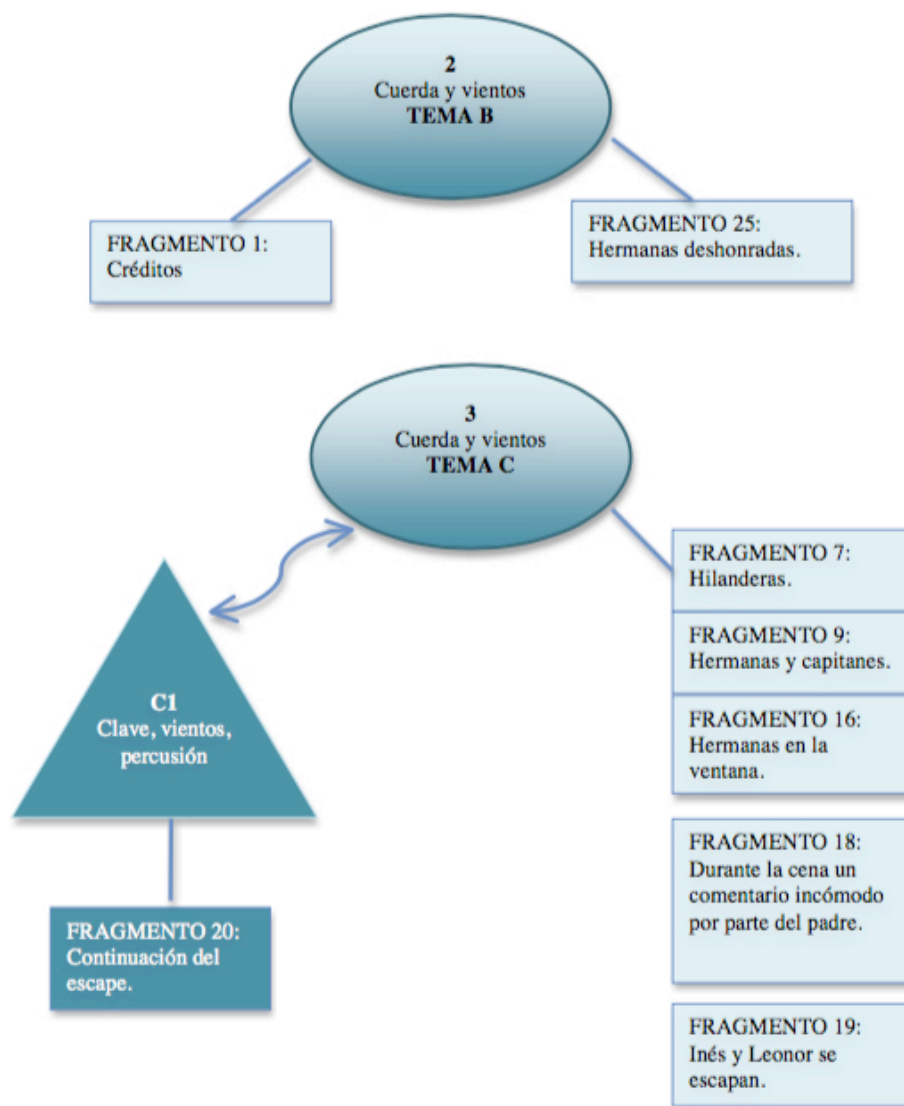 2
Cuerda y vientos
TEMA B
FRAGMENTO 1:
Créditos
FRAGMENTO 25:
Hermanas deshonradas.
3
Cuerda y vientos
TEMA C
C1
Clave, vientos,
percusión
FRAGMENTO 20:
Continuación del
escape.
FRAGMENTO 7:
Hilanderas.
FRAGMENTO 9:
Hermanas y capitanes.
FRAGMENTO 16:
Hermanas en la
ventana.
FRAGMENTO 18:
Durante la cena un
comentario incómodo
por parte del padre.
FRAGMENTO 19:
Inés y Leonor se
escapan.